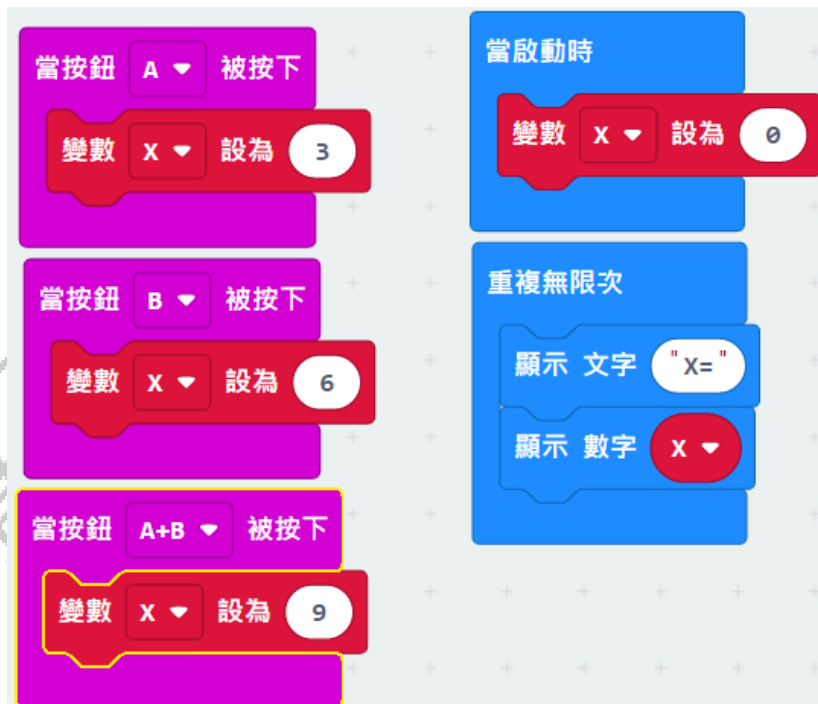 當按鈕 A 被按下
變數 X 設為 3
當按鈕 B 被按下
變數 X 設為 6
當按鈕 A+B 被按下
變數 X 設為 9
當啟動時
變數 X 設為 0
重複無限次
顯示 文字 "X="
顯示 數字 X